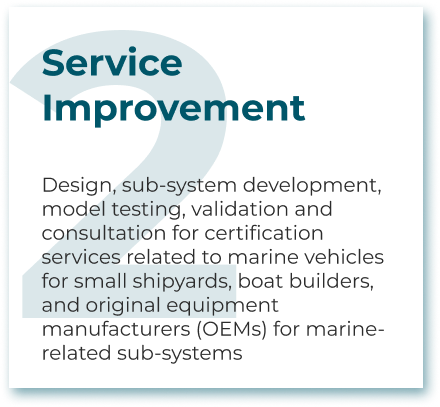 2
Service
Improvement
Design, sub-system development,
model testing, validation and
consultation for certification
services related to marine vehicles
for small shipyards, boat builders,
and original equipment
manufacturers (OEMs) for marine-
related sub-systems